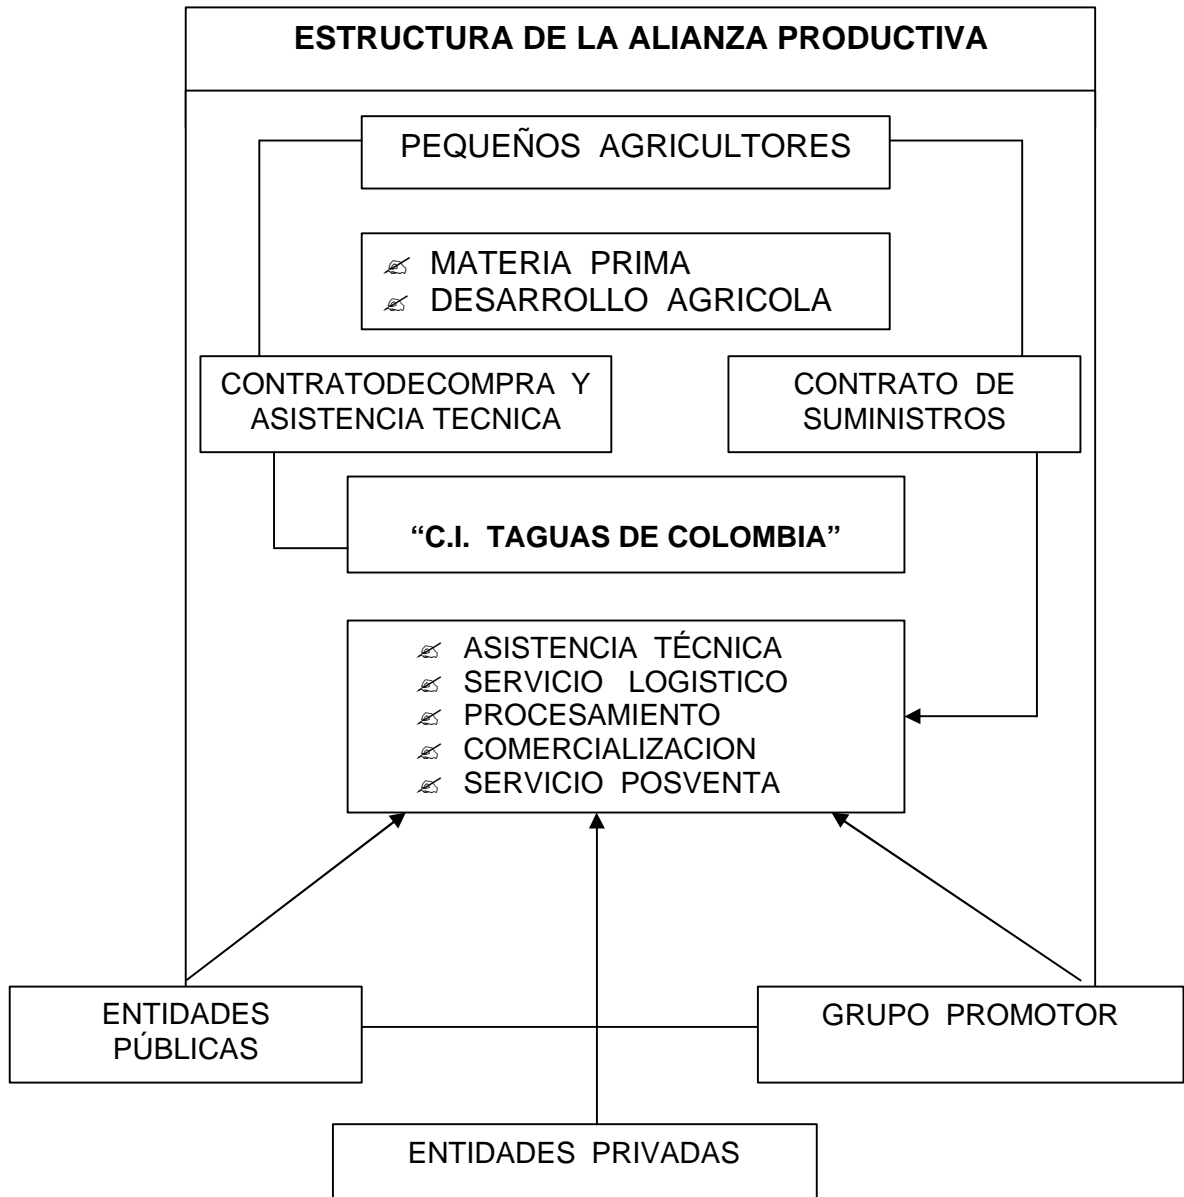 ESTRUCTURA DE LA ALIANZA PRODUCTIVA
PEQUEÑOS AGRICULTORES
MATERIA PRIMA
DESARROLLO AGRICOLA
CONTRATODECOMPRA Y
ASISTENCIA TECNICA
CONTRATO DE
SUMINISTROS
“C.I. TAGUAS DE COLOMBIA”
ASISTENCIA TÉCNICA
SERVICIO LOGISTICO
PROCESAMIENTO
COMERCIALIZACION
SERVICIO POSVENTA
ENTIDADES
PÚBLICAS
GRUPO PROMOTOR
ENTIDADES PRIVADAS